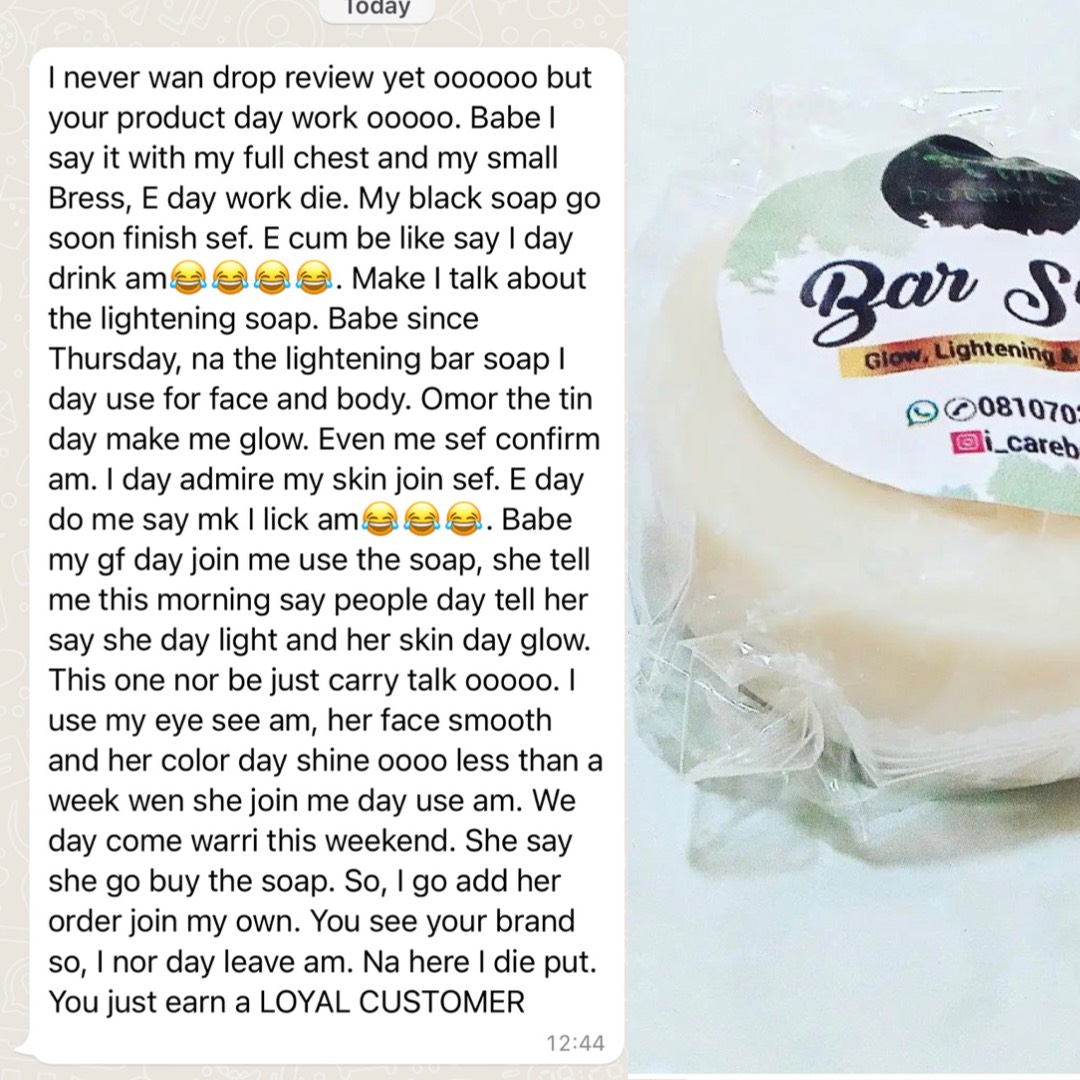 Today
I never wan drop review yet oooooo but
your product day work ooooo. Babe I
say it with my full chest and my small
Bress, E day work die. My black soap go
soon finish sef. E cum be like say I day
drink am😂😂😂😂. Make I talk about
the lightening soap. Babe since
Thursday, na the lightening bar soap I
day use for face and body. Omor the tin
day make me glow. Even me sef confirm
am. I day admire my skin join sef. E day
do me say mk I lick am😂😂😂. Babe
my gf day join me use the soap, she tell
me this morning say people day tell her
say she day light and her skin day glow.
This one nor be just carry talk ooooo. I
use my eye see am, her face smooth
and her color day shine oooo less than a
week wen she join me day use am. We
day come warri this weekend. She say
she go buy the soap. So, I go add her
order join my own. You see your brand
so, I nor day leave am. Na here I die put.
You just earn a LOYAL CUSTOMER
12:44
botanics
Bar S
Glow, Lightening &
081070
i_careb